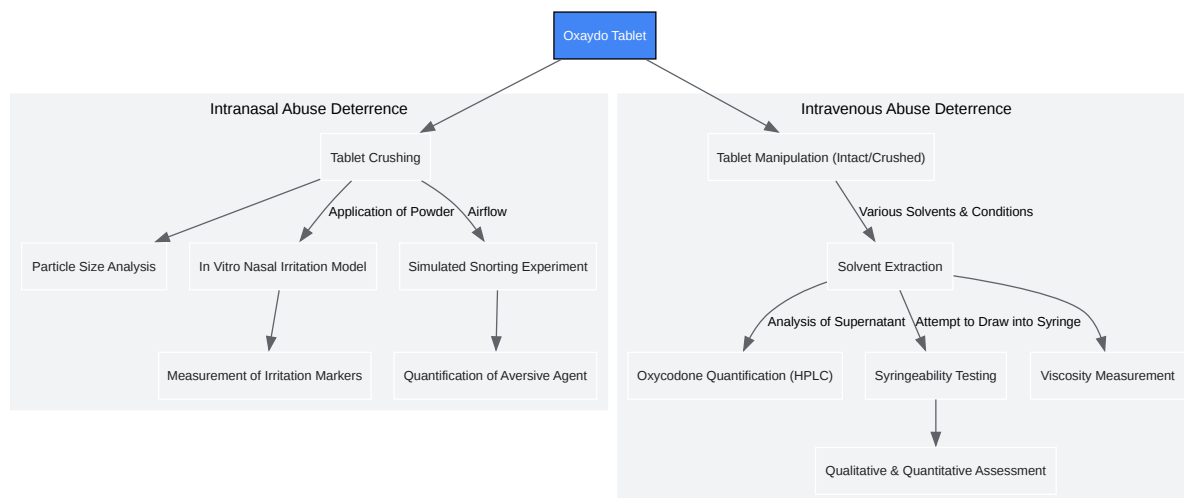 Oxaydo Tablet
Intranasal Abuse Deterrence
Intravenous Abuse Deterrence
Tablet Crushing
Tablet Manipulation (Intact/Crushed)
Application of Powder
Airflow
Various Solvents & Conditions
Particle Size Analysis
In Vitro Nasal Irritation Model
Simulated Snorting Experiment
Solvent Extraction
Analysis of Supernatant
Attempt to Draw into Syringe
Measurement of Irritation Markers
Quantification of Aversive Agent
Oxycodone Quantification (HPLC)
Syringeability Testing
Viscosity Measurement
Qualitative & Quantitative Assessment